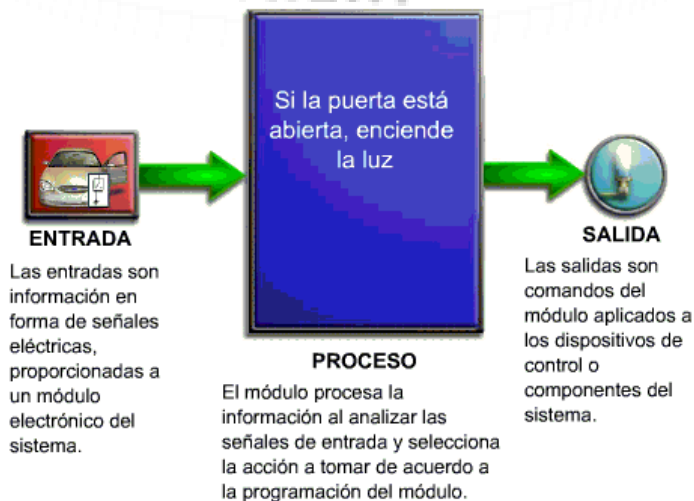 Si la puerta está
abierta, enciende
la luz
ENTRADA
Las entradas son
información en
forma de señales
eléctricas,
proporcionadas a
un módulo
electrónico del
sistema.
PROCESO
El módulo procesa la
información al analizar las
señales de entrada y selecciona
la acción a tomar de acuerdo a
la programación del módulo.
SALIDA
Las salidas son
comandos del
módulo aplicados a
los dispositivos de
control o
componentes del
sistema.